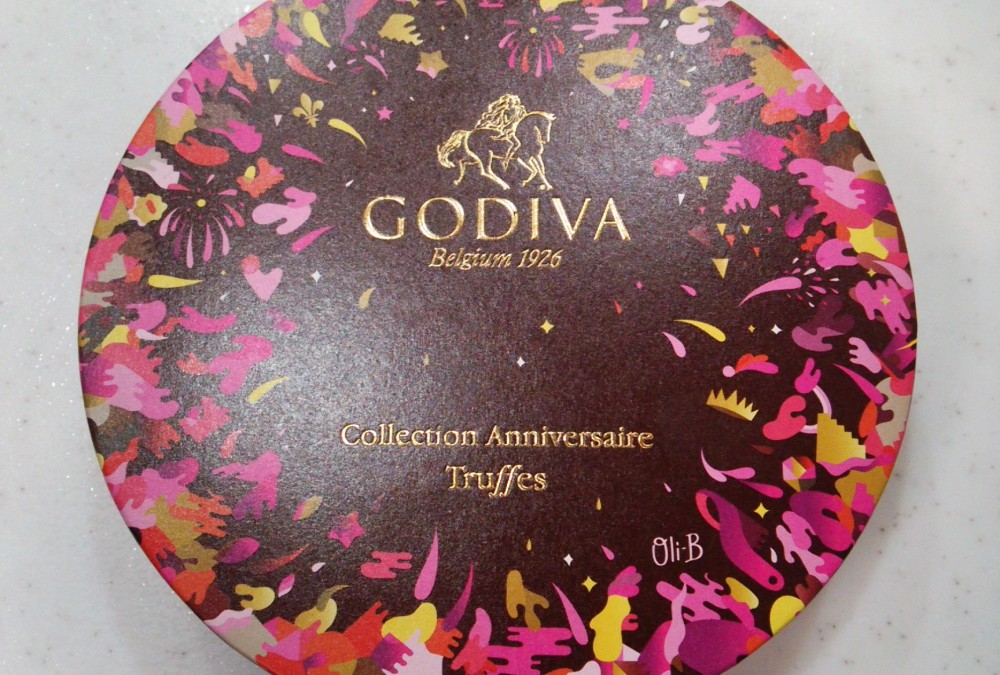 GODIVA
Belgium 1926
Collection Anniversaire
Truffes
Oli-B